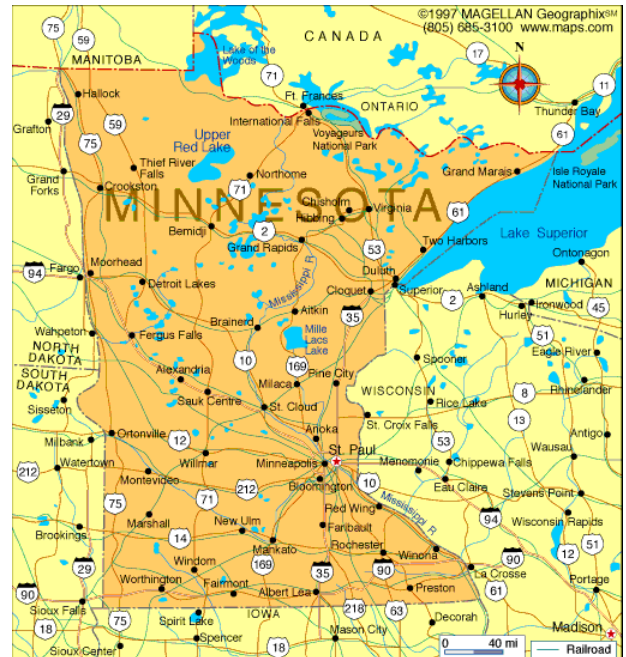 ©1997 MAGELLAN Geographix℠
(805) 685-3100 www.maps.com
75
59
MANITOBA
Lake of the
Woods
CANADA
17
N
71
11
Hallock
Ft. Frances
ONTARIO
Thunder Bay
29
International Falls
Grafton
59
Voyageurs
National Park
61
75
Upper
Red Lake
Thief River
Falls
Grand
Forks
Crookston
Northome
71
Grand Marais
Isle Royale
National Park
MINNESOTA
Chisholm
Hibbing
Virginia
61
Bemidji
2
Grand Rapids
53
Two Harbors
Lake Superior
94
Fargo
Moorhead
Detroit Lakes
Mississippi R
Duluth
Cloquet
Superior
2
Ashland
Ontonagon
MICHIGAN
Ironwood
Hurley
45
Aitkin
35
Wahpeton
Fergus Falls
Brainerd
Mille
Lacs
Lake
51
NORTH
DAKOTA
10
169
Spooner
Eagle River
SOUTH
DAKOTA
Alexandria
Milaca
Pine City
WISCONSIN
Rhinelander
Sisseton
Sauk Centre
St. Cloud
Rice Lake
8
St. Croix Falls
13
Milbank
Ortonville
12
Anoka
53
Antigo
Wausau
St. Paul
212
Watertown
Willmar
Minneapolis
Menomonie
Chippewa Falls
Montevideo
71
212
Bloomington
10
Eau Claire
Stevens Point
75
Mississippi R
Red Wing
Marshall
New Ulm
Faribault
94
Wisconsin Rapids
Brookings
14
Mankato
Rochester
Winona
12
51
29
Windom
169
35
90
90
La Crosse
Worthington
Fairmont
Albert Lea
Preston
61
Portage
90
Sioux Falls
IOWA
218
63
75
Spirit Lake
Decorah
Madison
18
Spencer
18
Mason City
18
Sioux Center
0 40 mi
Railroad